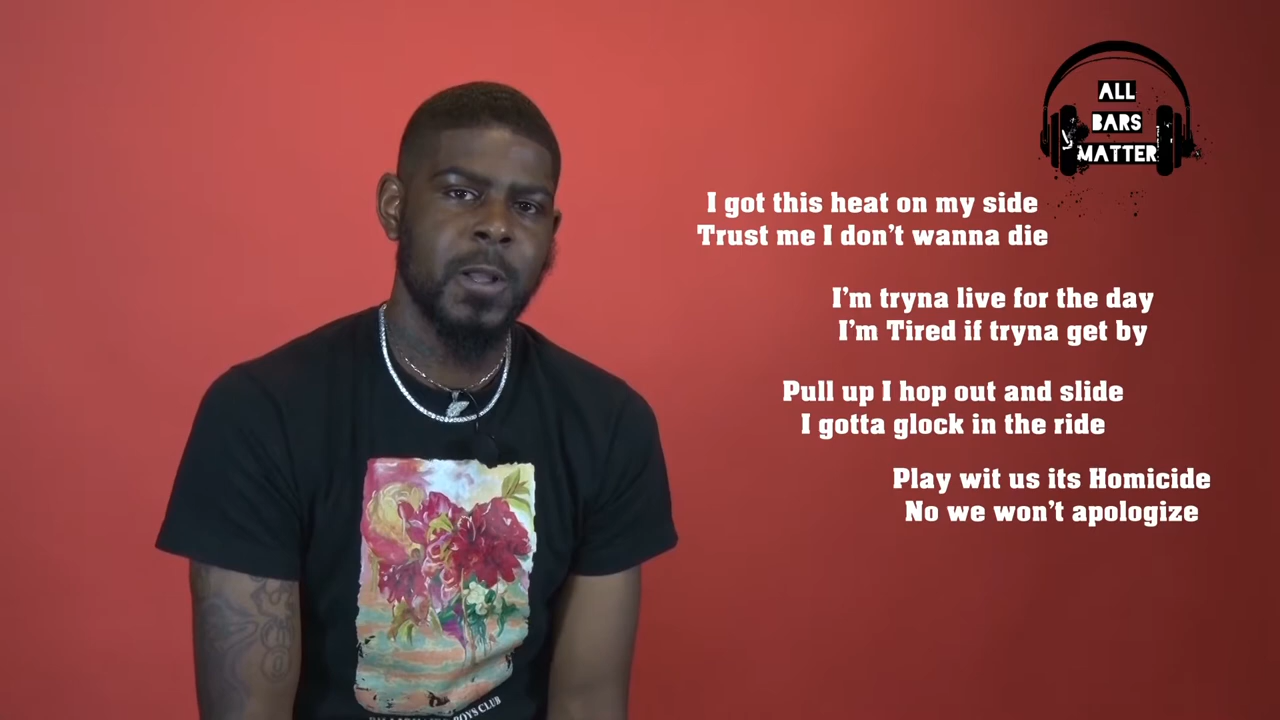 ALL
BARS
MATTER
I got this heat on my side
Trust me I don't wanna die
I'm tryna live for the day
I'm Tired if tryna get by
Pull up I hop out and slide
I gotta glock in the ride
Play wit us its Homicide
No we won't apologize
BOYS CLUB